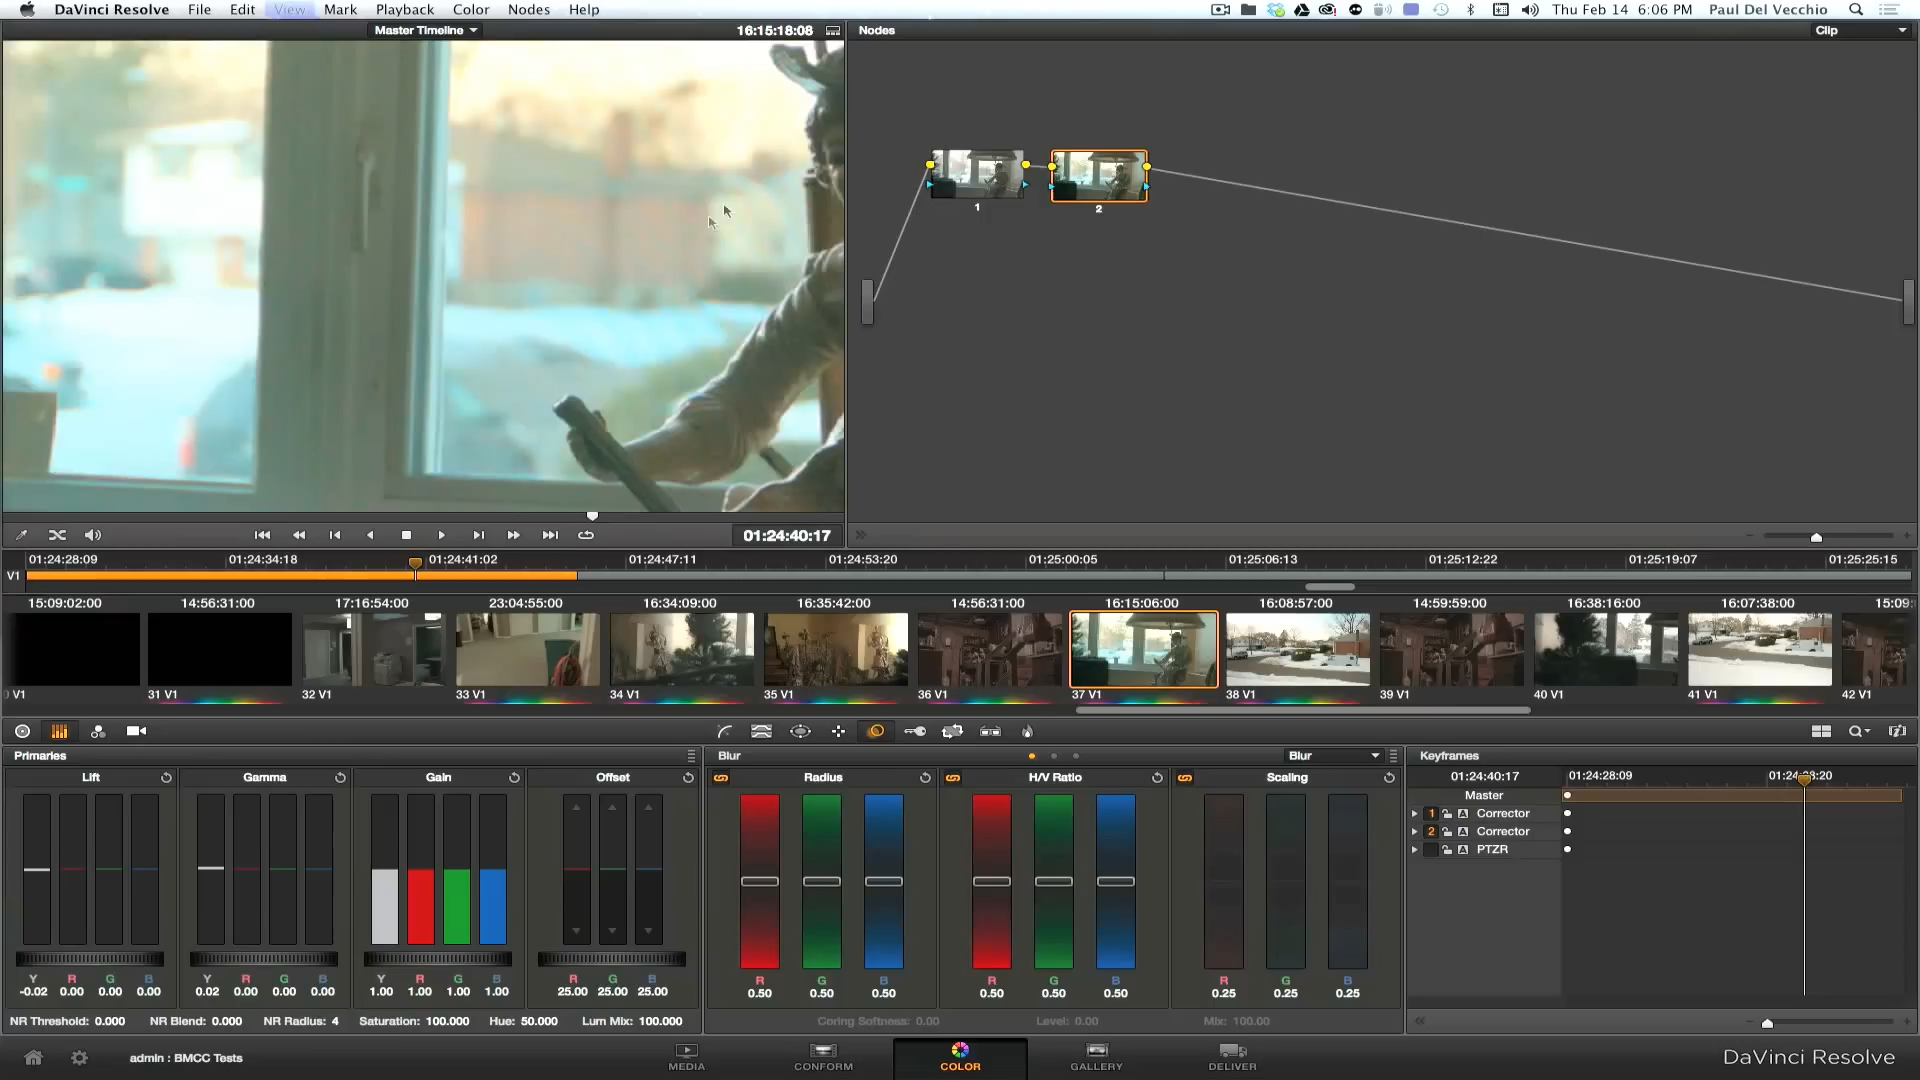 DaVinci Resolve File Edit View Mark Playback Color Nodes Help Thu Feb 14 6:06 PM Paul Del Vecchio
Master Timeline 16:15:18:08 Nodes Clip
1 2
01:24:40:17
01:24:28:09 01:24:34:18 01:24:41:02 01:24:47:11 01:24:53:20 01:25:00:05 01:25:06:13 01:25:12:22 01:25:19:07 01:25:25:15
V1
15:09:02:00 14:56:31:00 17:16:54:00 23:04:55:00 16:34:09:00 16:35:42:00 14:56:31:00 16:15:06:00 16:08:57:00 14:59:59:00 16:38:16:00 16:07:38:00 15:09:
V1 31 V1 32 V1 33 V1 34 V1 35 V1 36 V1 37 V1 38 V1 39 V1 40 V1 41 V1 42 V1
Primaries Blur Blur Keyframes
Lift Gamma Gain Offset Radius H/V Ratio Scaling 01:24:40:17 01:24:28:09
Master
1 A Corrector
2 A Corrector
A PTZR
Y R G B Y R G B Y R G B R G B R G B R G B R G B
-0.02 0.00 0.00 0.00 0.02 0.00 0.00 0.00 1.00 1.00 1.00 1.00 25.00 25.00 25.00 0.50 0.50 0.50 0.50 0.50 0.50 0.25 0.25 0.25
NR Threshold: 0.000 NR Blend: 0.000 NR Radius: 4 Saturation: 100.000 Hue: 50.000 Lum Mix: 100.000 Coring Softness: 0.00 Level: 0.00 Mix: 100.00
admin : BMCC Tests MEDIA CONFORM COLOR GALLERY DELIVER DaVinci Resolve